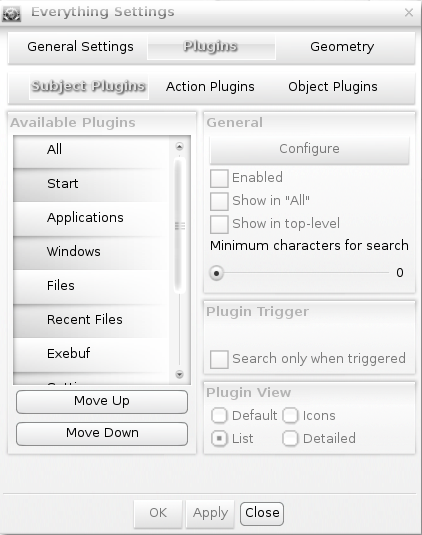 Everything Settings
General Settings Plugins Geometry
Subject Plugins Action Plugins Object Plugins
Available Plugins
All
Start
Applications
Windows
Files
Recent Files
Exebuf
Move Up
Move Down
General
Configure
Enabled
Show in "All"
Show in top-level
Minimum characters for search
0
Plugin Trigger
Search only when triggered
Plugin View
Default Icons
List Detailed
OK Apply Close